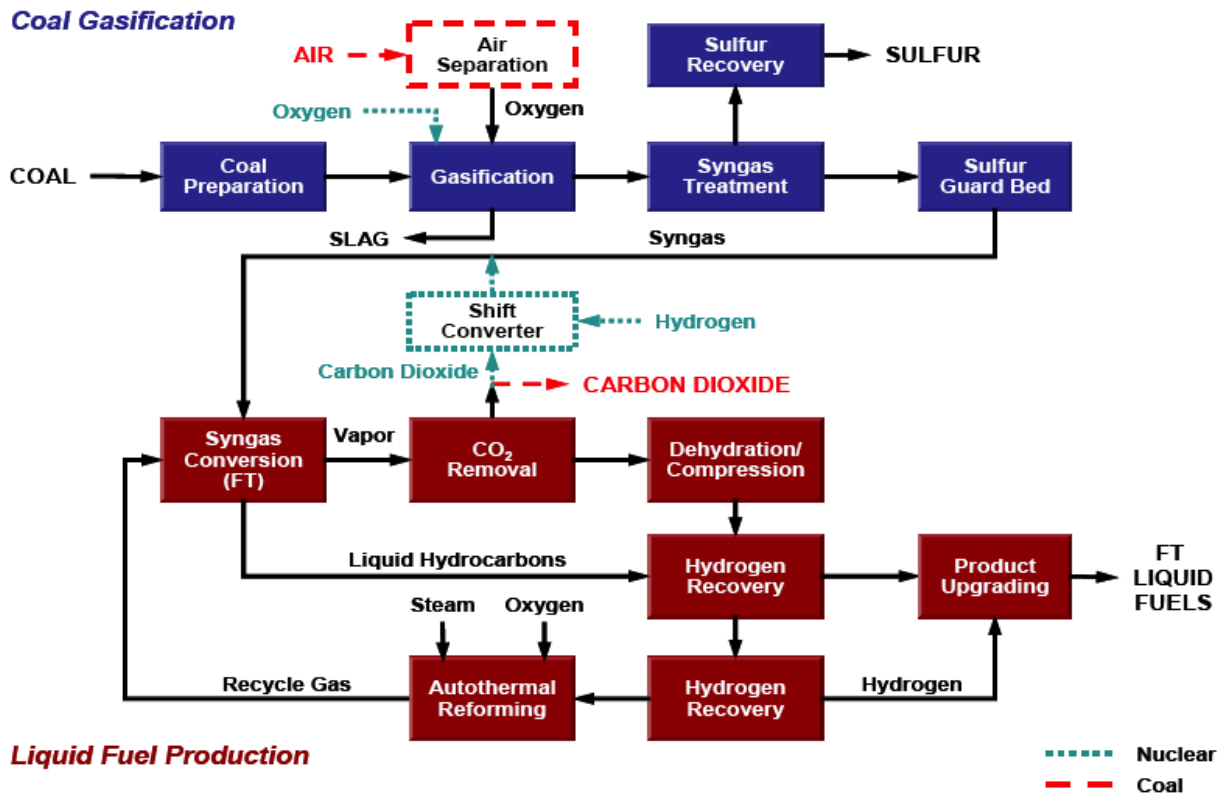 Coal Gasification
AIR
Air
Separation
Sulfur
Recovery
SULFUR
Oxygen
Oxygen
COAL
Coal
Preparation
Gasification
Syngas
Treatment
Sulfur
Guard Bed
SLAG
Syngas
Shift
Converter
Hydrogen
Carbon Dioxide
CARBON DIOXIDE
Syngas
Conversion
(FT)
Vapor
CO₂
Removal
Dehydration/
Compression
Liquid Hydrocarbons
Hydrogen
Recovery
Product
Upgrading
FT
LIQUID
FUELS
Steam
Oxygen
Recycle Gas
Autothermal
Reforming
Hydrogen
Recovery
Hydrogen
Liquid Fuel Production
Nuclear
Coal